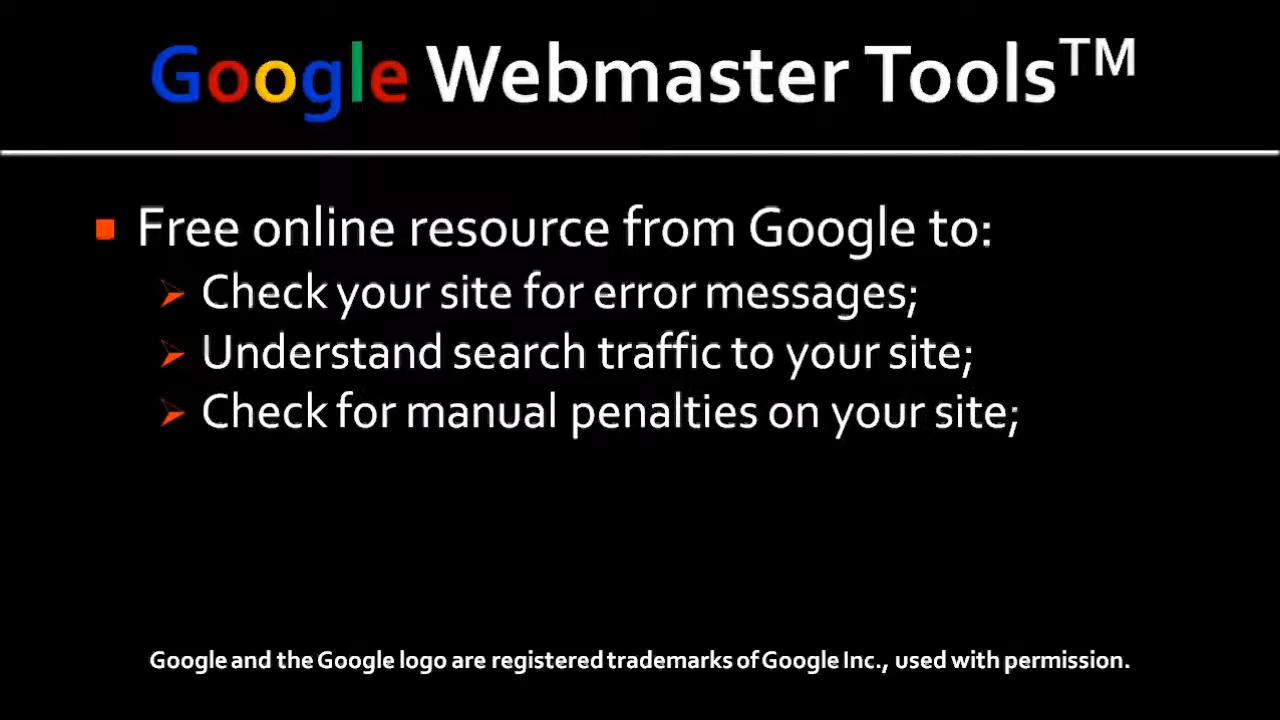 Google Webmaster Tools™
Free online resource from Google to:
Check your site for error messages;
Understand search traffic to your site;
Check for manual penalties on your site;
Google and the Google logo are registered trademarks of Google Inc., used with permission.